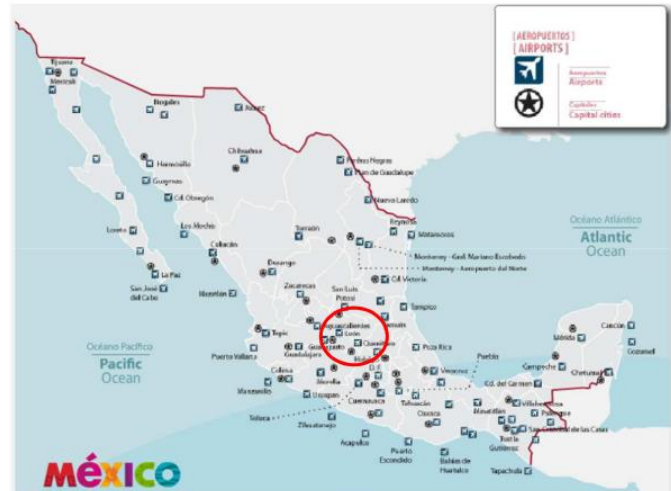 [AEROPUERTOS]
[AIRPORTS]
Aeropuertos
Airports
Capitales
Capital cities
Tijuana
Mexicali
Nogales
Juárez
Hermosillo
Chihuahua
Piedras Negras
Plan de Guadalupe
Guaymas
Cd. Obregón
Nuevo Laredo
Loreto
Los Mochis
Torreón
Reynosa
Matamoros
Océano Atlántico
Atlantic
Ocean
Culiacán
Monterrey - Gral. Mariano Escobedo
Monterrey - Aeropuerto del Norte
La Paz
Durango
Cd. Victoria
San José
del Cabo
Mazatlán
Zacatecas
San Luis
Potosí
Tampico
Aguascalientes
León
Tepic
Querétaro
Poza Rica
Mérida
Cancún
Cozumel
Océano Pacífico
Pacific
Ocean
Puerto Vallarta
Guadalajara
Puebla
Campeche
Chetumal
Colima
D.F.
Veracruz
Cd. del Carmen
Manzanillo
Morelia
Uruapan
Cuernavaca
Tehuacán
Minatitlán
Villahermosa
Palenque
Toluca
Zihuatanejo
Oaxaca
San Cristóbal de las Casas
Tuxtla
Gutiérrez
Acapulco
Puerto
Escondido
Bahías de
Huatulco
Tapachula
MéXICO